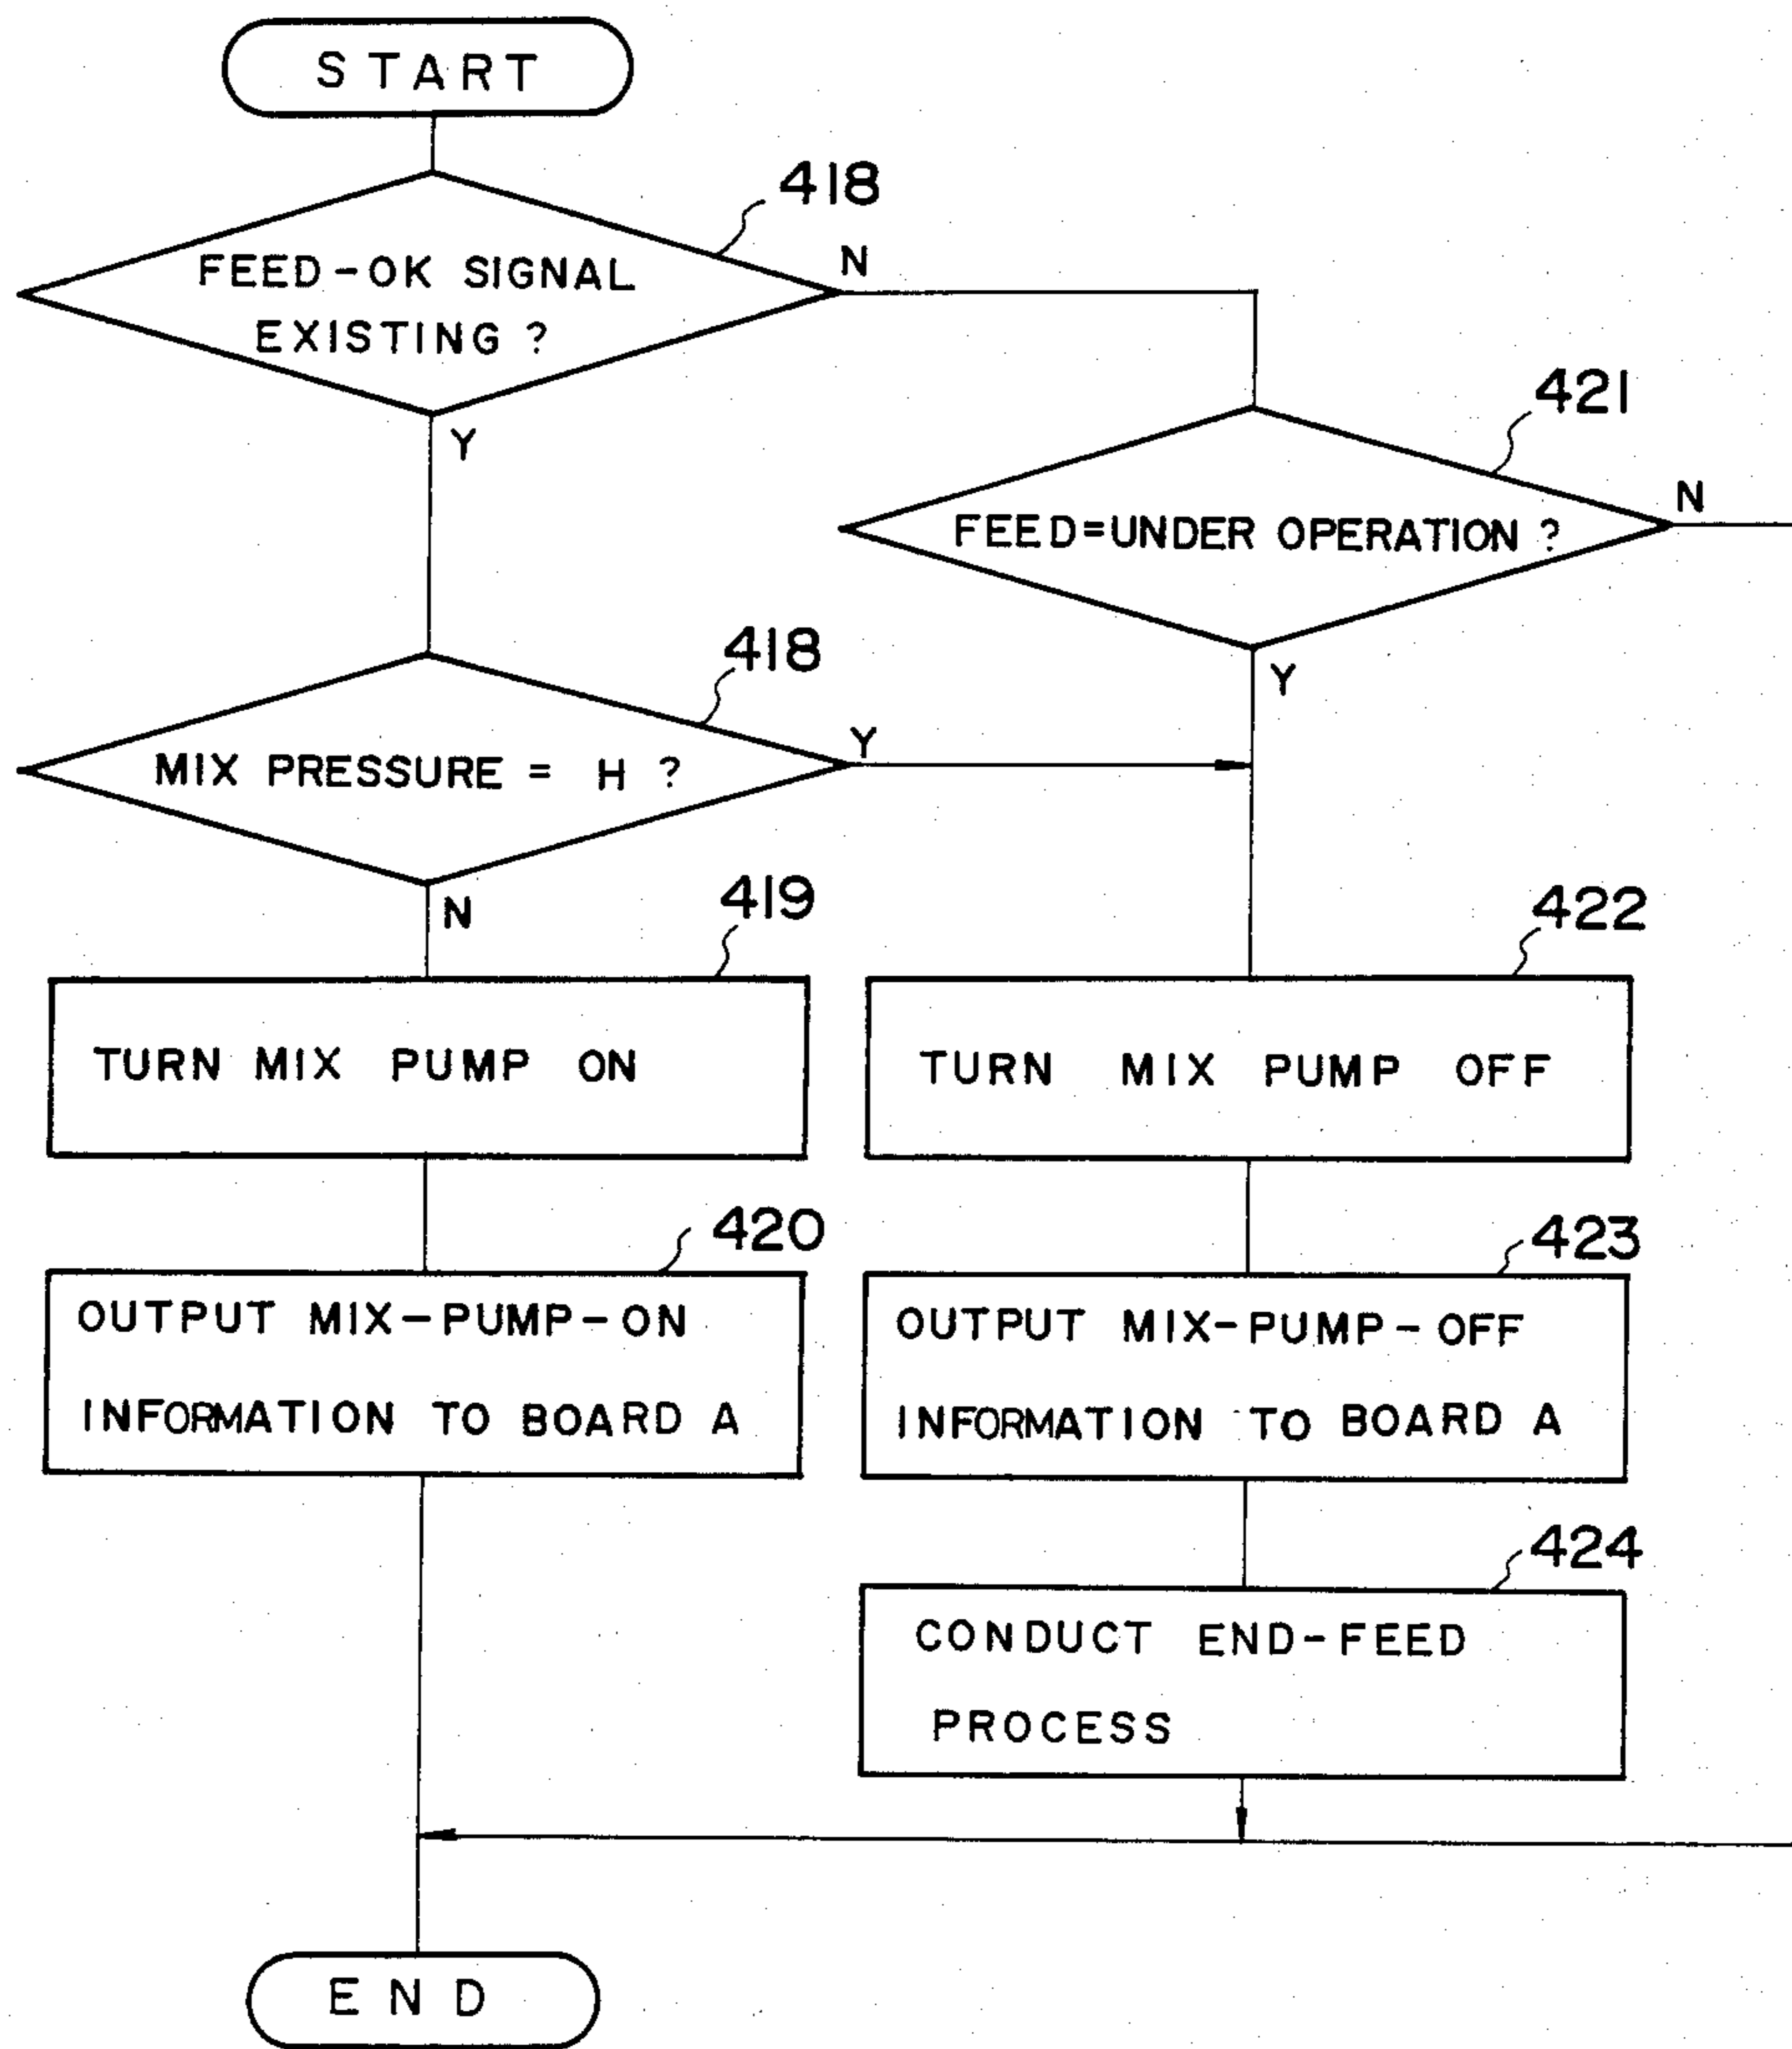 START
418
FEED-OK SIGNAL
EXISTING ?
N
Y
421
FEED=UNDER OPERATION ?
N
Y
418
MIX PRESSURE = H ?
Y
N
419
TURN MIX PUMP ON
422
TURN MIX PUMP OFF
420
OUTPUT MIX-PUMP-ON
INFORMATION TO BOARD A
423
OUTPUT MIX-PUMP-OFF
INFORMATION TO BOARD A
424
CONDUCT END-FEED
PROCESS
END